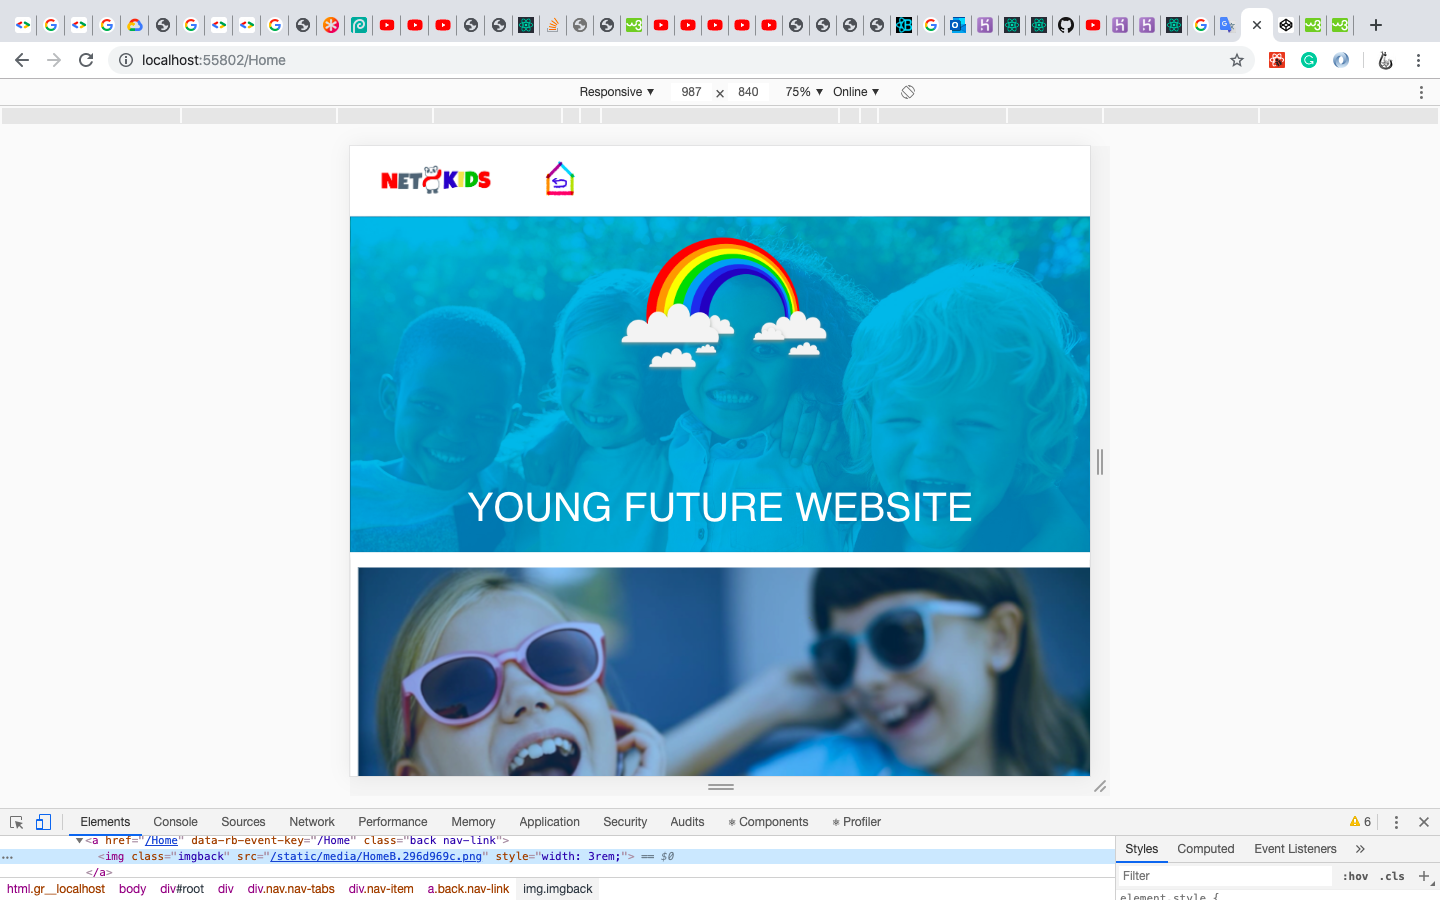 localhost:55802/Home
Responsive ▼ 987 × 840 75% ▼ Online ▼
NET KIDS
YOUNG FUTURE WEBSITE
Elements Console Sources Network Performance Memory Application Security Audits ⚛ Components ⚛ Profiler 6
▼<a href="/Home" data-rb-event-key="/Home" class="back nav-link">
<img class="imgback" src="/static/media/HomeB.296d969c.png" style="width: 3rem;"> == $0
</a>
html.gr__localhost body div#root div div.nav.nav-tabs div.nav-item a.back.nav-link img.imgback
Styles Computed Event Listeners »
Filter :hov .cls +
element.style {